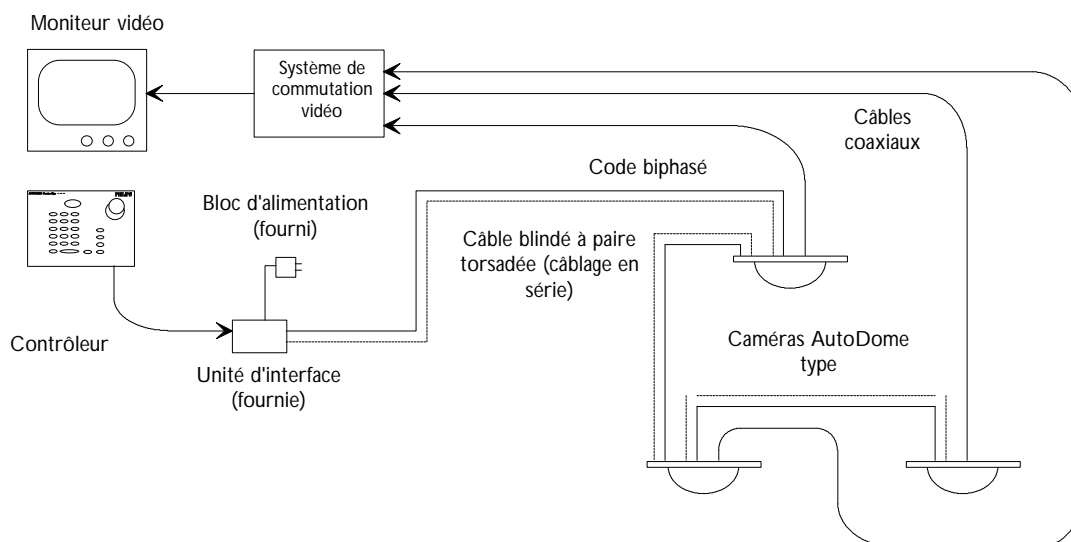 Moniteur vidéo
Système de
commutation
vidéo
Câbles
coaxiaux
Code biphasé
Bloc d'alimentation
(fourni)
Câble blindé à paire
torsadée (câblage en
série)
Contrôleur
Caméras AutoDome
type
Unité d'interface
(fournie)
PHILIPS